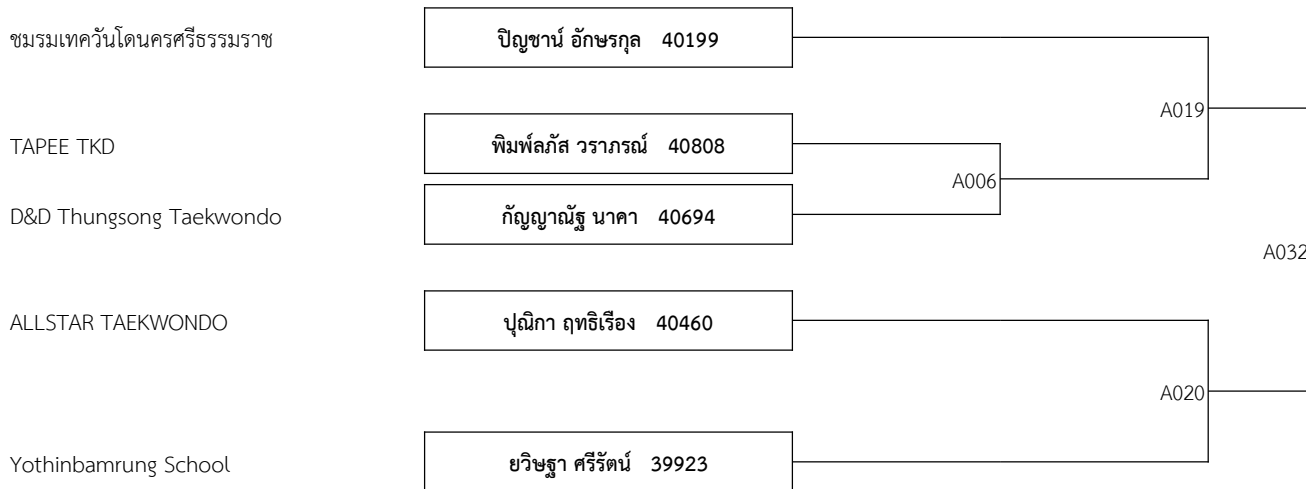 ชมรมเทควันโดนครศรีธรรมราช ปิญชาน์ อักษรกุล 40199
A019
TAPEE TKD พิมพ์ลภัส วราภรณ์ 40808
A006
D&D Thungsong Taekwondo กัญญาณัฐ นาคา 40694
A032
ALLSTAR TAEKWONDO ปุณิกา ฤทธิเรือง 40460
A020
Yothinbamrung School ยวิษฐา ศรีรัตน์ 39923